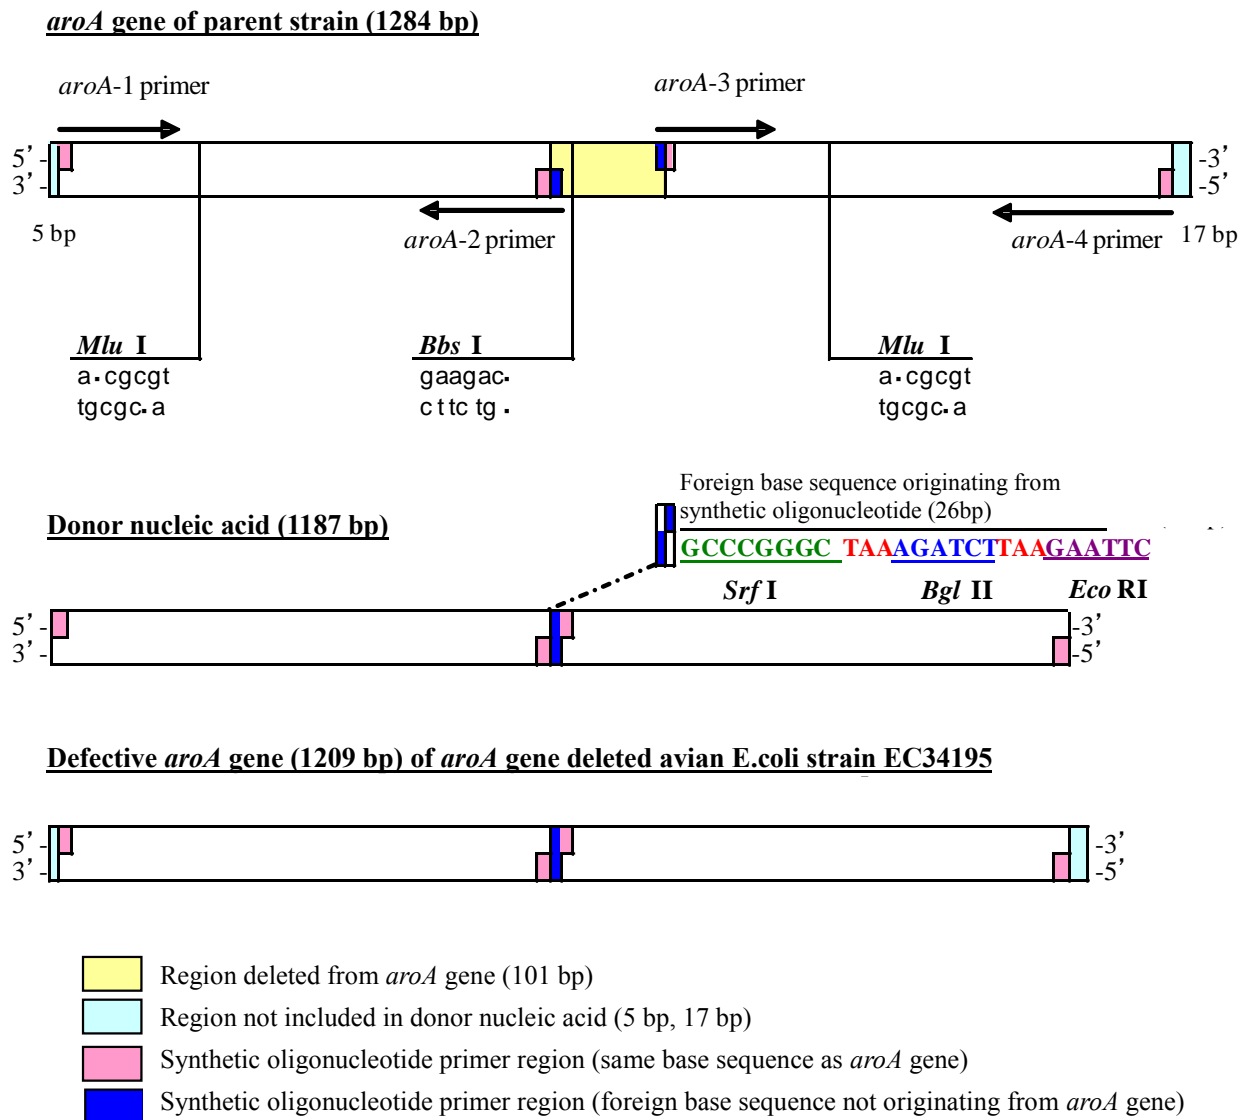 aroA gene of parent strain (1284 bp)
aroA-1 primer
aroA-3 primer
5’ -
-3’
3’ -
-5’
5 bp
aroA-2 primer
aroA-4 primer
17 bp
Mlu I
a▪cgcgt
tgcgc▪a
Bbs I
gaagac▪
cttctg▪
Mlu I
a▪cgcgt
tgcgc▪a
Foreign base sequence originating from
synthetic oligonucleotide (26bp)
Donor nucleic acid (1187 bp)
GCCCGGGC TAAAGATCTTAAGAATTC
Srf I
Bgl II
Eco RI
5’ -
-3’
3’ -
-5’
Defective aroA gene (1209 bp) of aroA gene deleted avian E.coli strain EC34195
5’ -
-3’
3’ -
-5’
Region deleted from aroA gene (101 bp)
Region not included in donor nucleic acid (5 bp, 17 bp)
Synthetic oligonucleotide primer region (same base sequence as aroA gene)
Synthetic oligonucleotide primer region (foreign base sequence not originating from aroA gene)